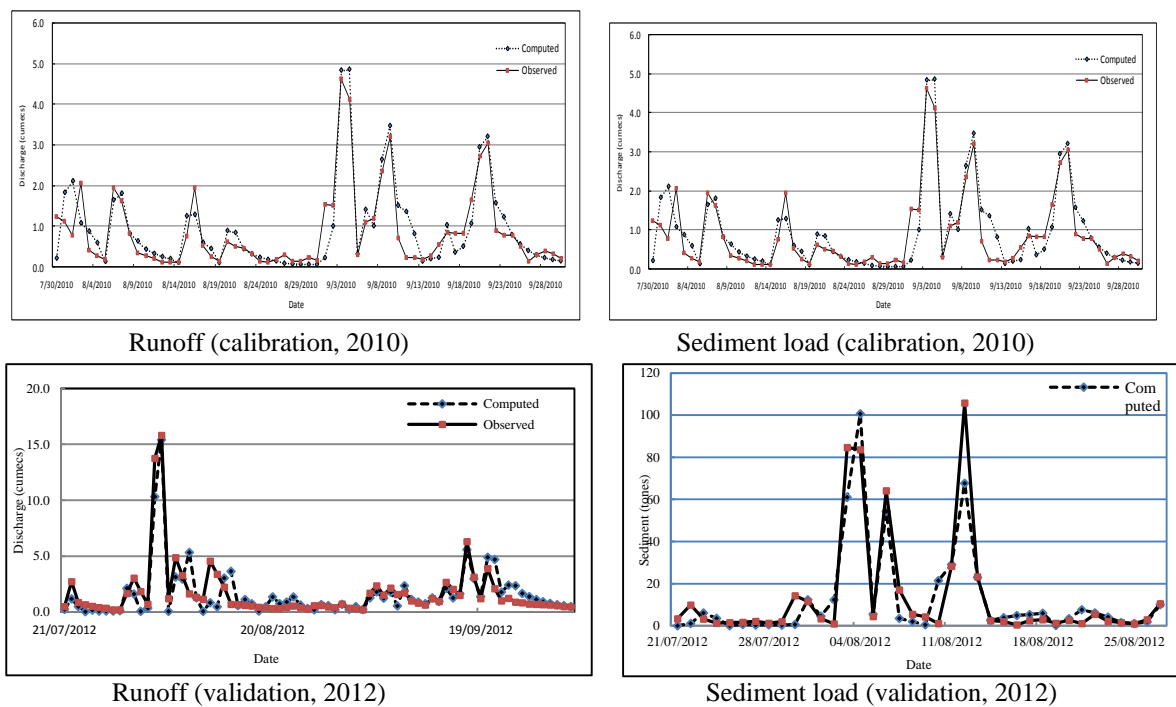 6.0
5.0
4.0
3.0
2.0
1.0
0.0
Discharge (cumecs)
Computed
Observed
7/30/2010 8/4/2010 8/9/2010 8/14/2010 8/19/2010 8/24/2010 8/29/2010 9/3/2010 9/8/2010 9/13/2010 9/18/2010 9/23/2010 9/28/2010
Date
Runoff (calibration, 2010)
6.0
5.0
4.0
3.0
2.0
1.0
0.0
Discharge (cumecs)
Computed
Observed
7/30/2010 8/4/2010 8/9/2010 8/14/2010 8/19/2010 8/24/2010 8/29/2010 9/3/2010 9/8/2010 9/13/2010 9/18/2010 9/23/2010 9/28/2010
Date
Sediment load (calibration, 2010)
20.0
15.0
10.0
5.0
0.0
Discharge (cumecs)
Computed
Observed
21/07/2012 20/08/2012 19/09/2012
Date
Runoff (validation, 2012)
120
100
80
60
40
20
0
Sediment (tonnes)
Com
puted
21/07/2012 28/07/2012 04/08/2012 11/08/2012 18/08/2012 25/08/2012
Date
Sediment load (validation, 2012)